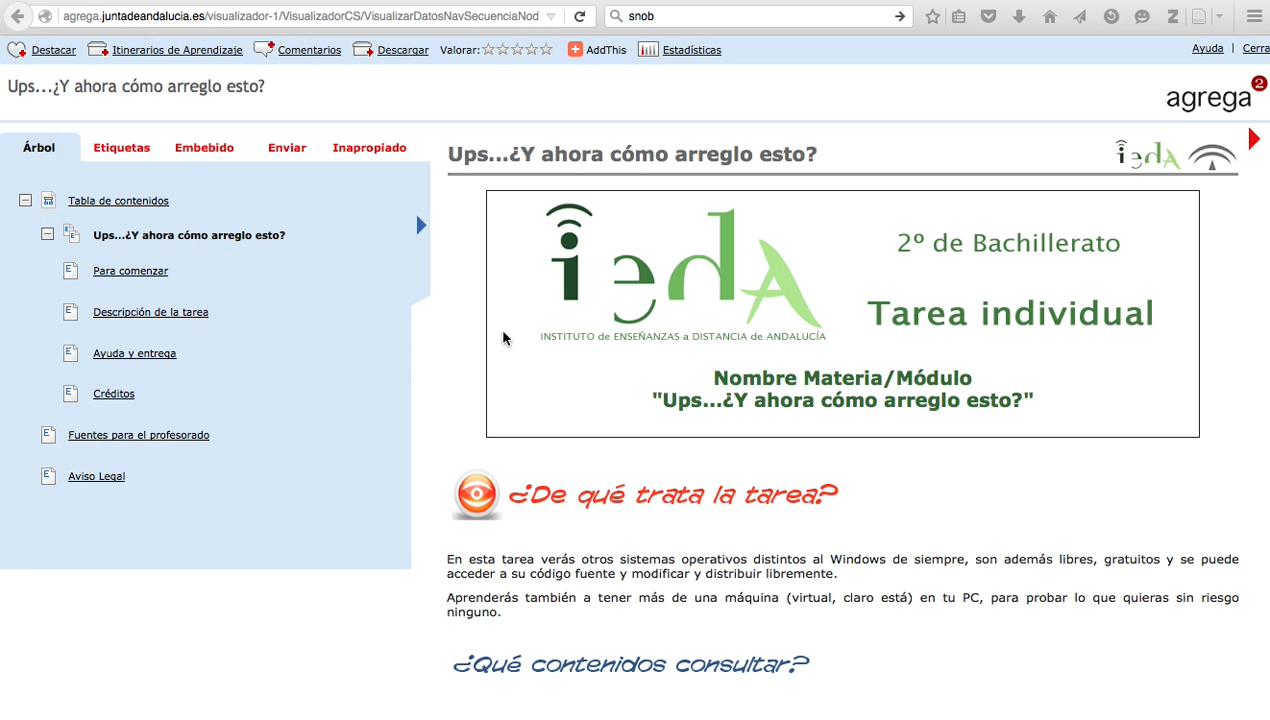 agrega.juntadeandalucia.es/visualizador-1/VisualizadorCS/VisualizarDatosNavSecuenciaNod
snob
Destacar Itinerarios de Aprendizaje Comentarios Descargar Valorar: AddThis Estadísticas Ayuda | Cerra
Ups...¿Y ahora cómo arreglo esto?
agrega 2
Árbol Etiquetas Embebido Enviar Inapropiado
Tabla de contenidos
Ups...¿Y ahora cómo arreglo esto?
Para comenzar
Descripción de la tarea
Ayuda y entrega
Créditos
Fuentes para el profesorado
Aviso Legal
Ups...¿Y ahora cómo arreglo esto?
iedA
iedA
INSTITUTO de ENSEÑANZAS a DISTANCIA de ANDALUCÍA
2º de Bachillerato
Tarea individual
Nombre Materia/Módulo
"Ups...¿Y ahora cómo arreglo esto?"
¿De qué trata la tarea?
En esta tarea verás otros sistemas operativos distintos al Windows de siempre, son además libres, gratuitos y se puede
acceder a su código fuente y modificar y distribuir libremente.
Aprenderás también a tener más de una máquina (virtual, claro está) en tu PC, para probar lo que quieras sin riesgo
ninguno.
¿Qué contenidos consultar?